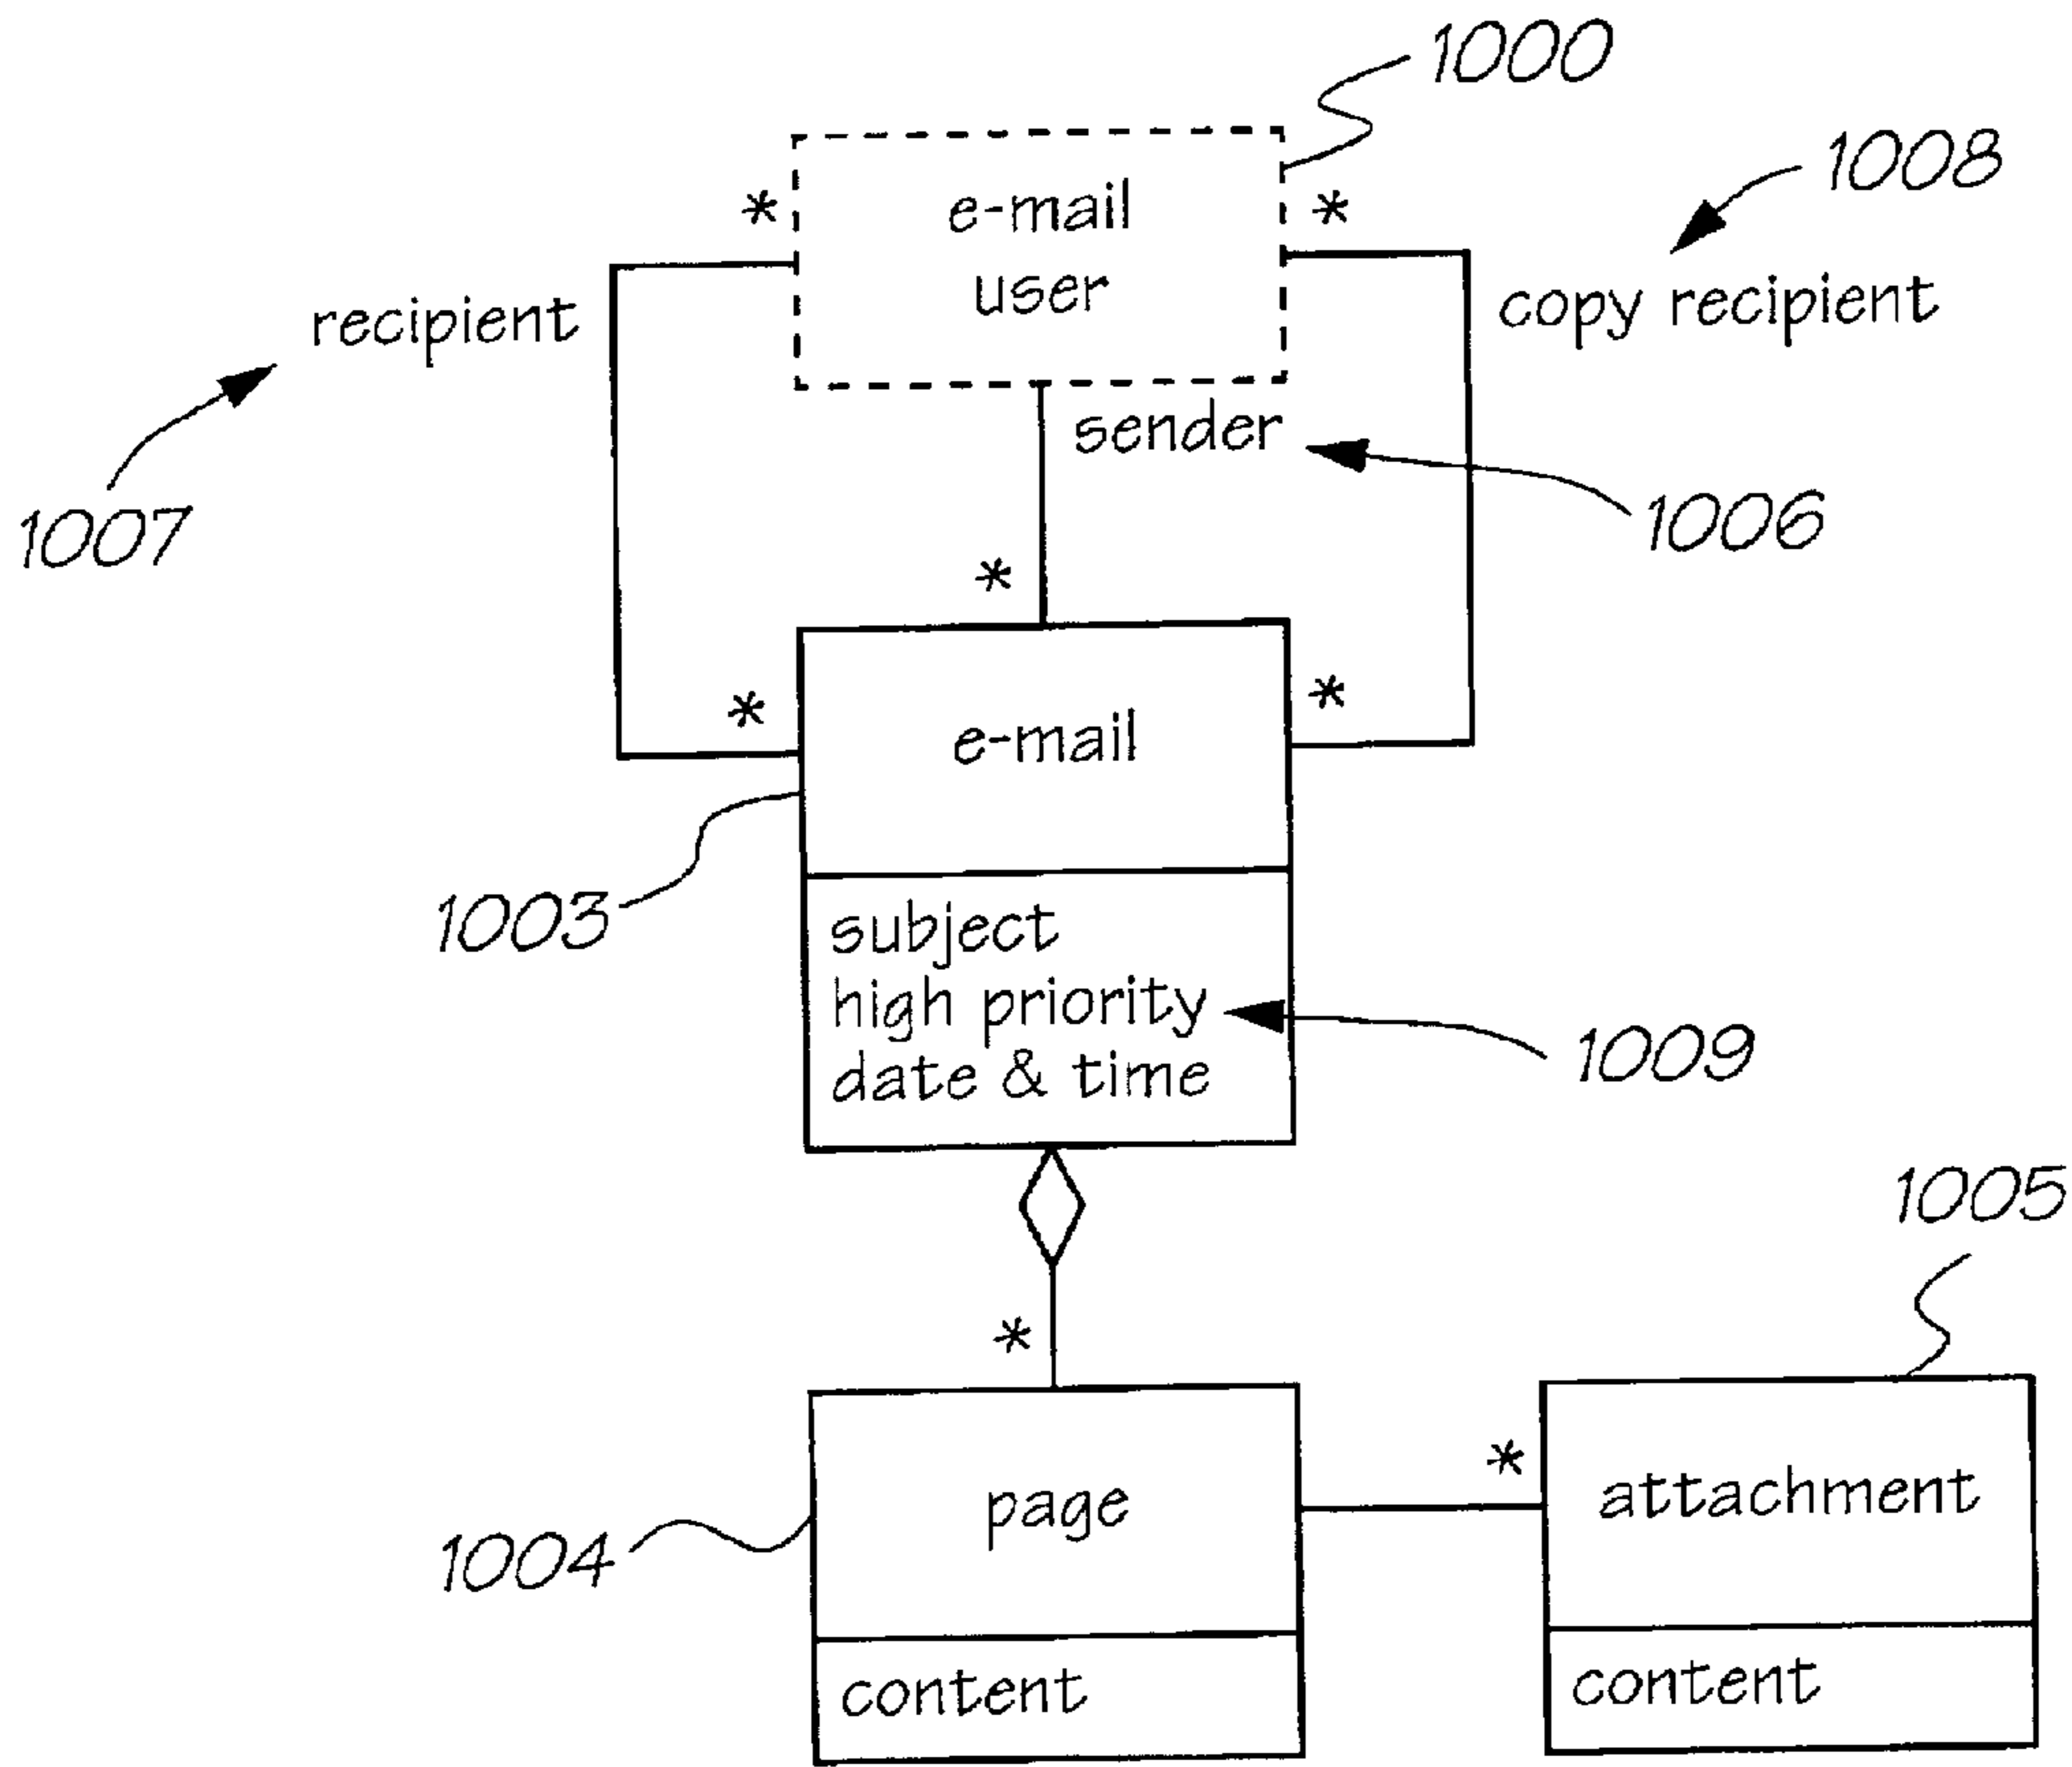 1000
1008
*
e-mail
*
user
recipient
copy recipient
sender
1007
1006
*
*
*
e-mail
1003
subject
high priority
date & time
1009
1005
*
*
page
attachment
1004
content
content